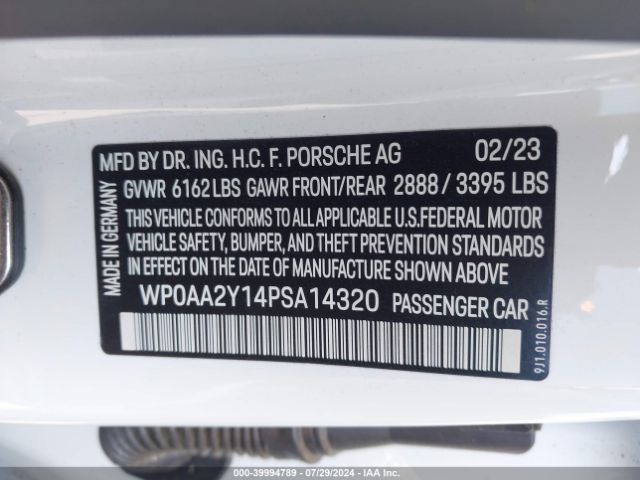 MFD BY DR. ING. H.C. F. PORSCHE AG 02/23
GVWR 6162 LBS GAWR FRONT/REAR 2888 / 3395 LBS
THIS VEHICLE CONFORMS TO ALL APPLICABLE U.S.FEDERAL MOTOR
VEHICLE SAFETY, BUMPER, AND THEFT PREVENTION STANDARDS
IN EFFECT ON THE DATE OF MANUFACTURE SHOWN ABOVE
WP0AA2Y14PSA14320 PASSENGER CAR
MADE IN GERMANY
9J1.010.016.R
000-39994789 | 07/29/2024 | IAA Inc.